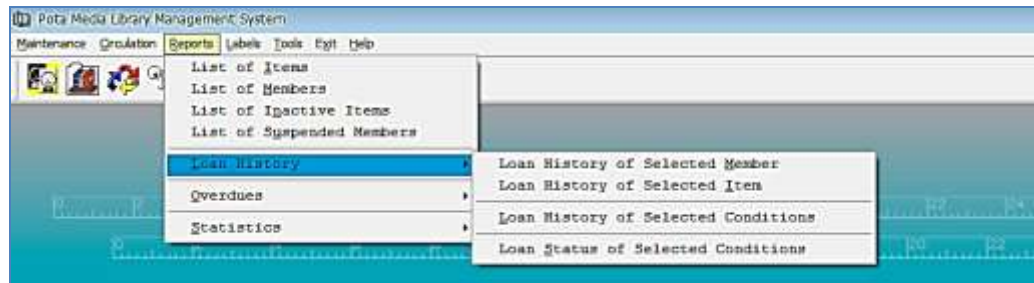 Pota Media Library Management System
Maintenance Circulation Reports Labels Tools Exit Help
List of Items
List of Members
List of Inactive Items
List of Suspended Members
Loan History
Overdues
Statistics
Loan History of Selected Member
Loan History of Selected Item
Loan History of Selected Conditions
Loan Status of Selected Conditions